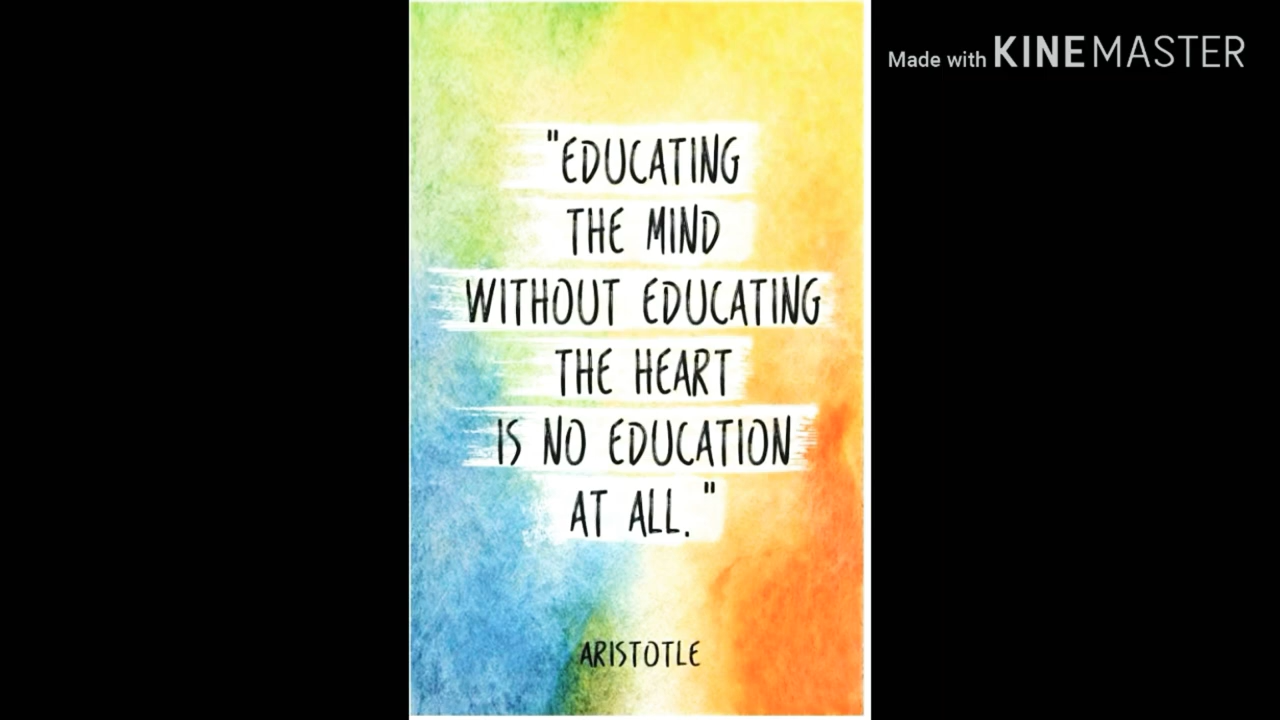 Made with KINEMASTER
"EDUCATING
THE MIND
WITHOUT EDUCATING
THE HEART
IS NO EDUCATION
AT ALL. "
ARISTOTLE